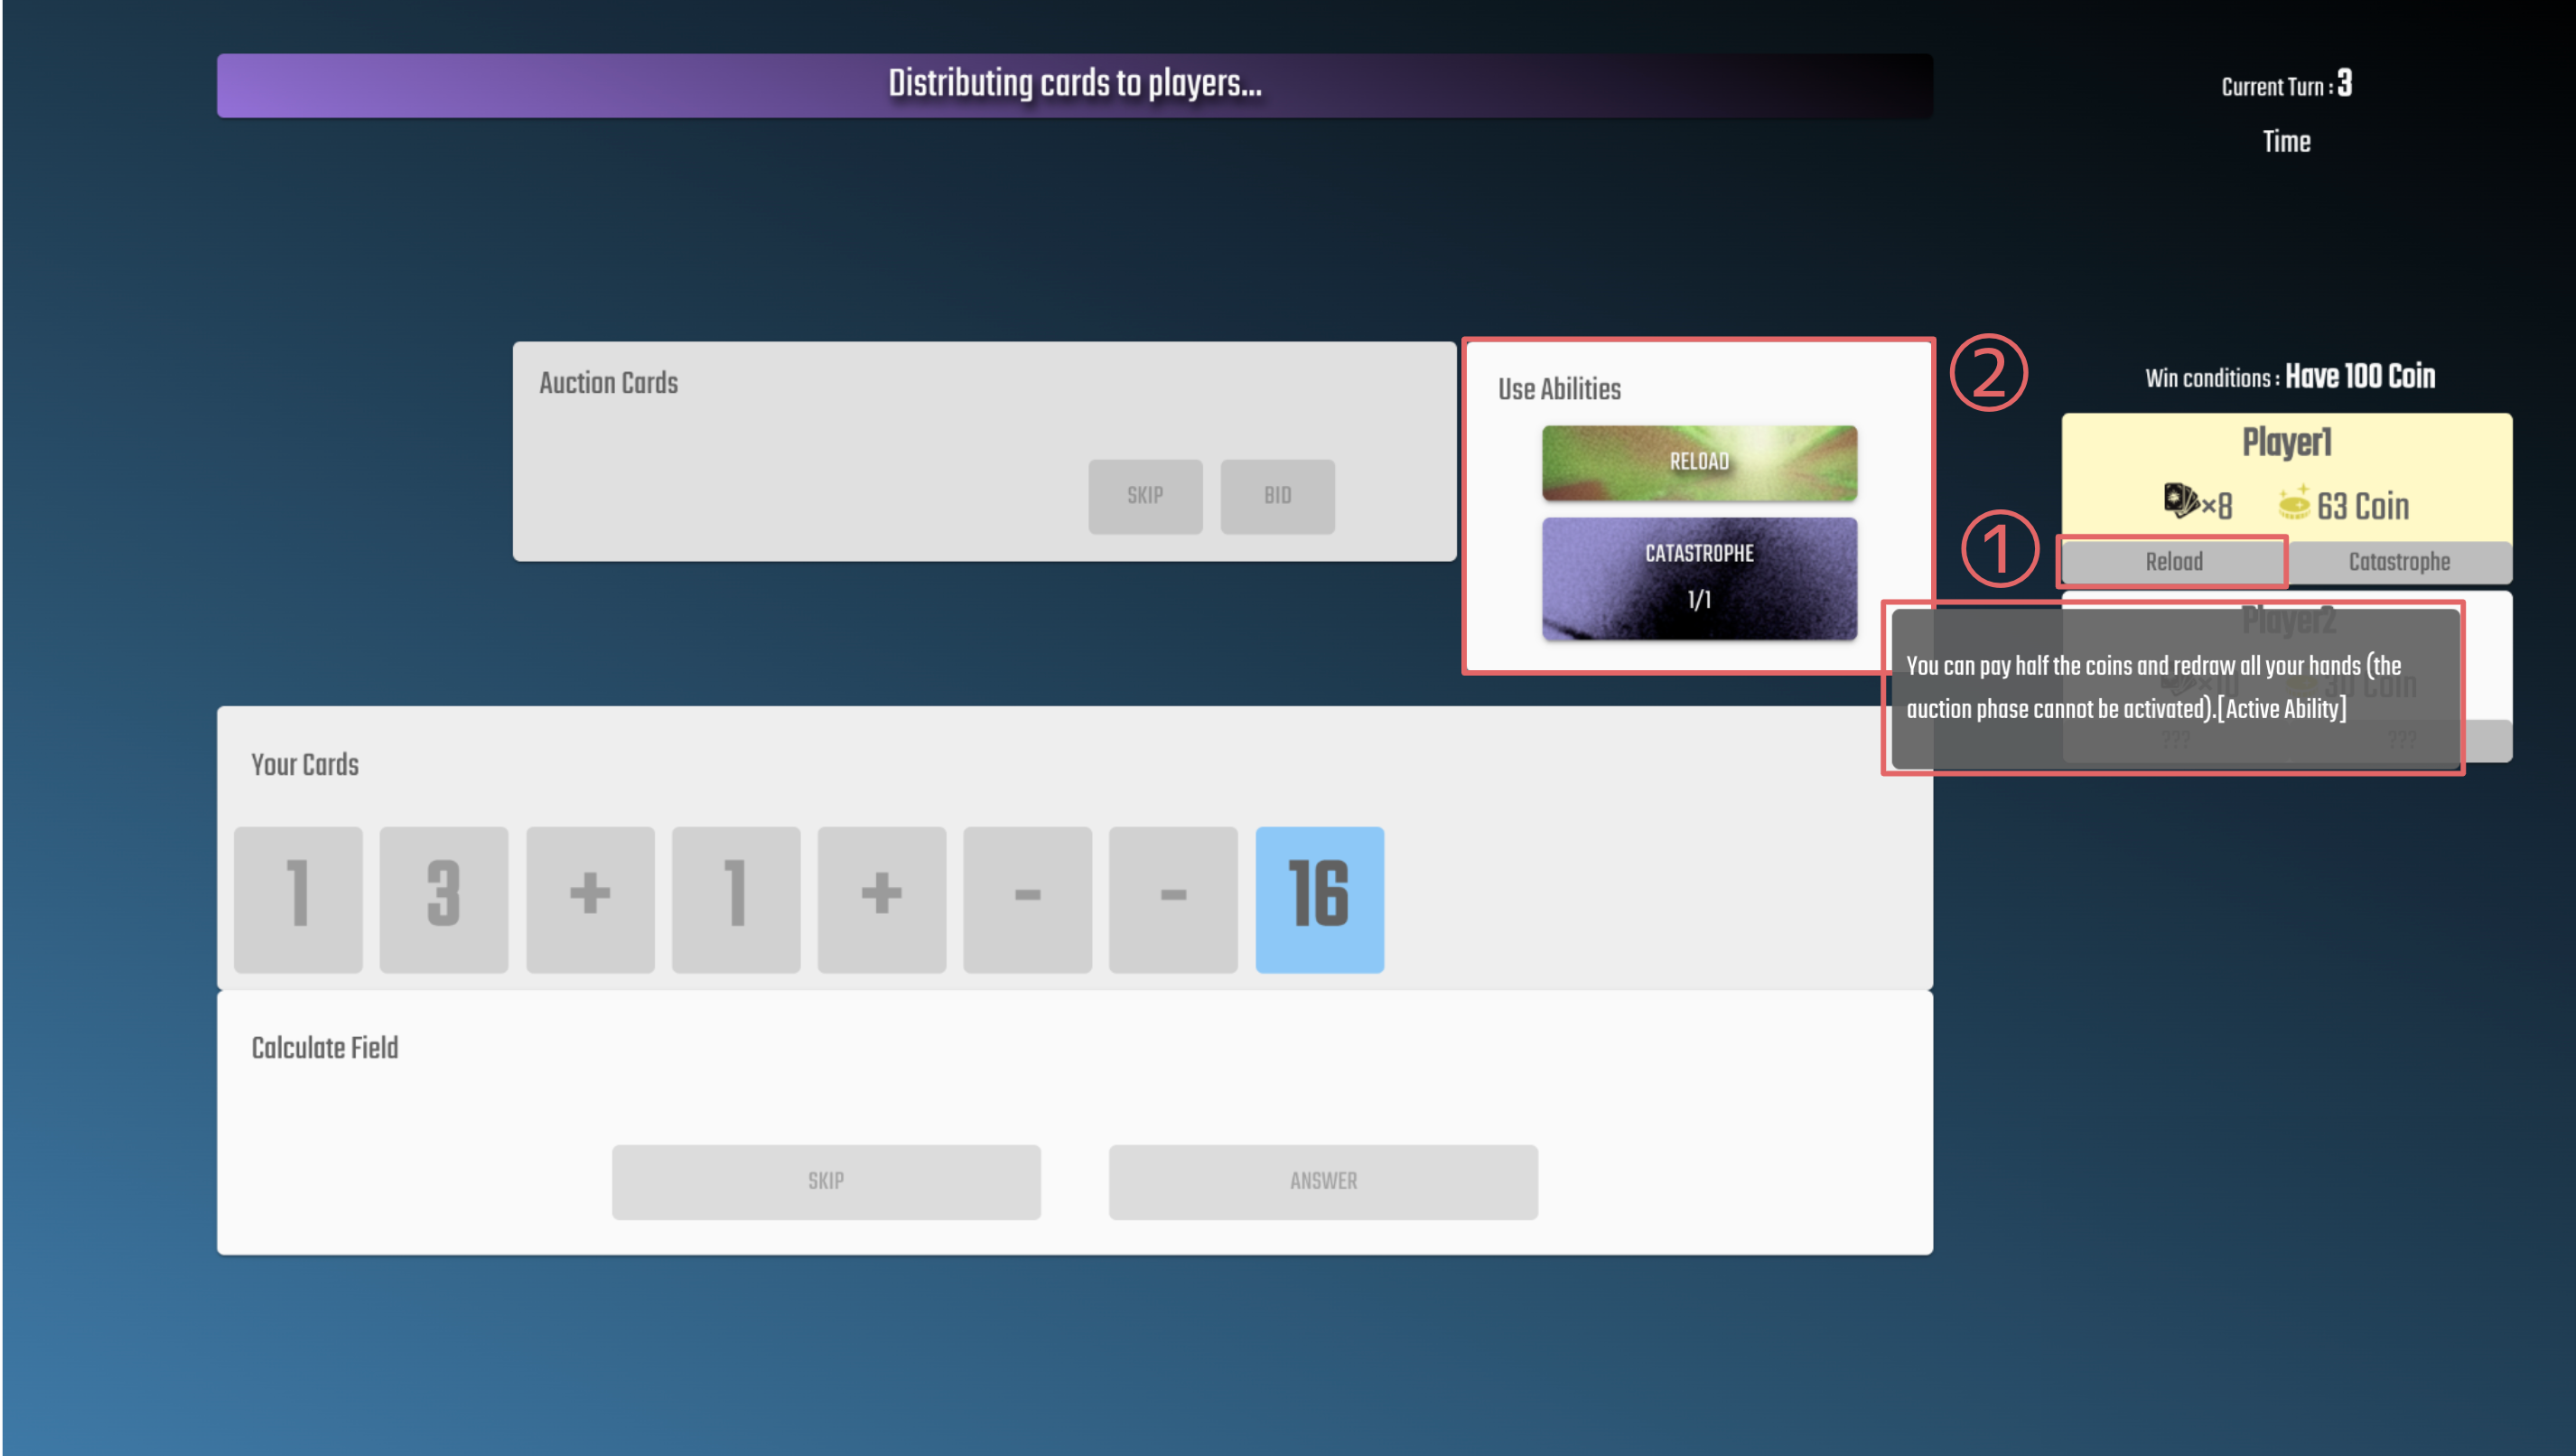 Distributing cards to players...
Current Turn : 3
Time
Auction Cards
SKIP
BID
Use Abilities
RELOAD
CATASTROPHE
1/1
②
Win conditions : Have 100 Coin
Player1
×8
63 Coin
①
Reload
Catastrophe
Player2
You can pay half the coins and redraw all your hands (the
auction phase cannot be activated).[Active Ability]
???
???
Your Cards
1
3
+
1
+
-
-
16
Calculate Field
SKIP
ANSWER